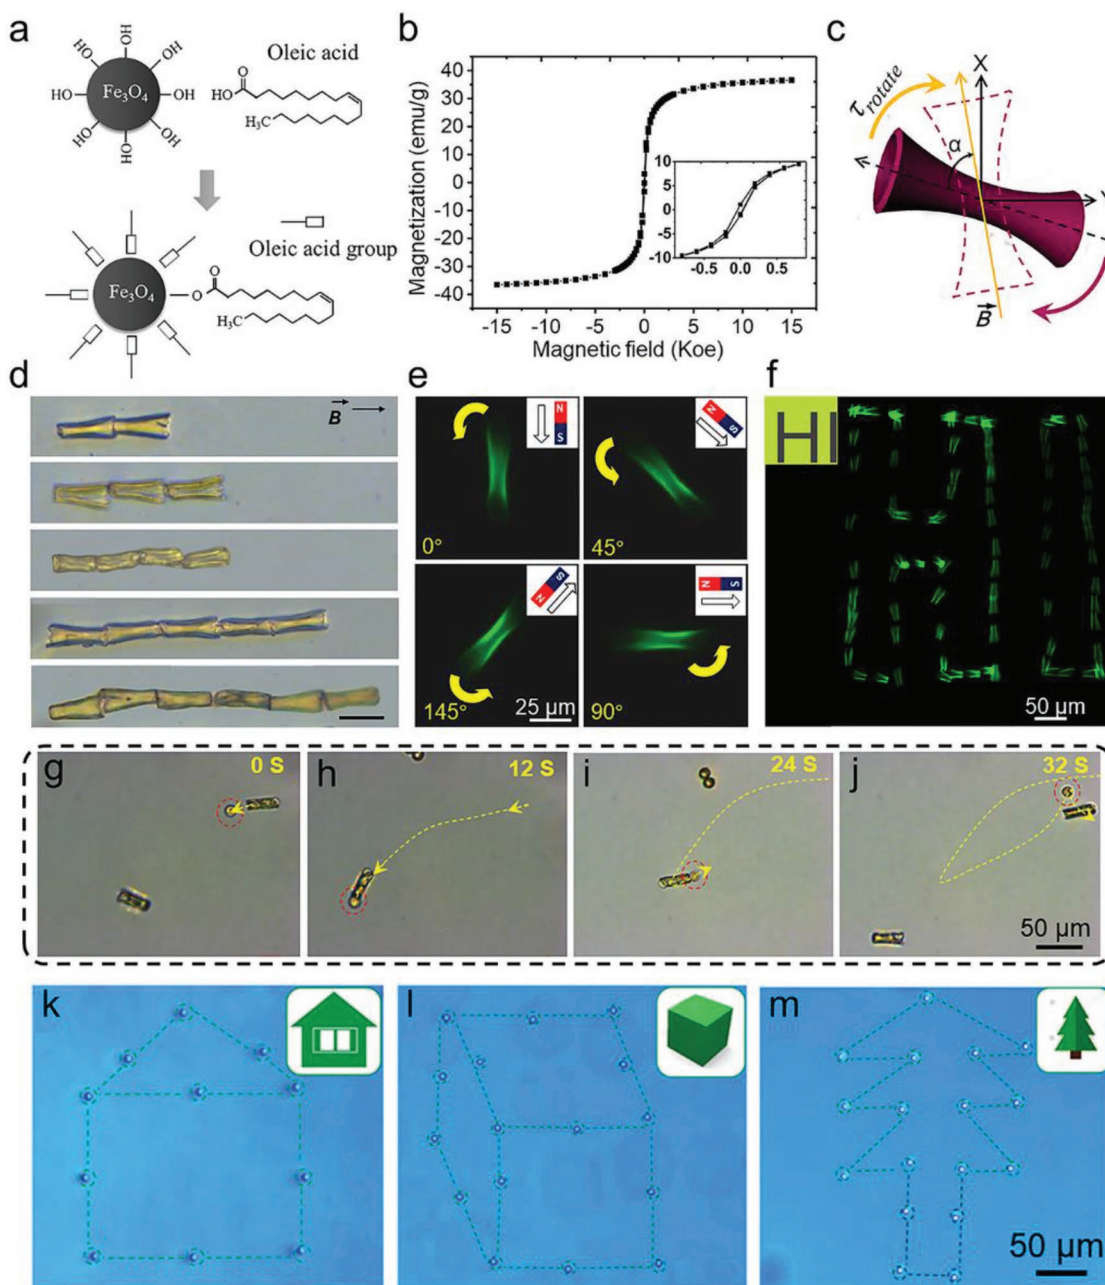 a
OH
OH
OH
HO
Fe3O4
OH
HO
OH
OH
Oleic acid
O
HO
H3C
Oleic acid group
Fe3O4
O
O
H3C
b
Magnetization (emu/g)
40
30
20
10
0
-10
-20
-30
-40
10
5
0
-5
-10
-0.5 0.0 0.5
-15 -10 -5 0 5 10 15
Magnetic field (Koe)
c
X
τrotate
α
B
d
B
e
N
S
0°
N
S
45°
N
S
145°
25 μm
N
S
90°
f
HI
50 μm
g
0 S
h
12 S
i
24 S
j
32 S
50 μm
k
l
m
50 μm